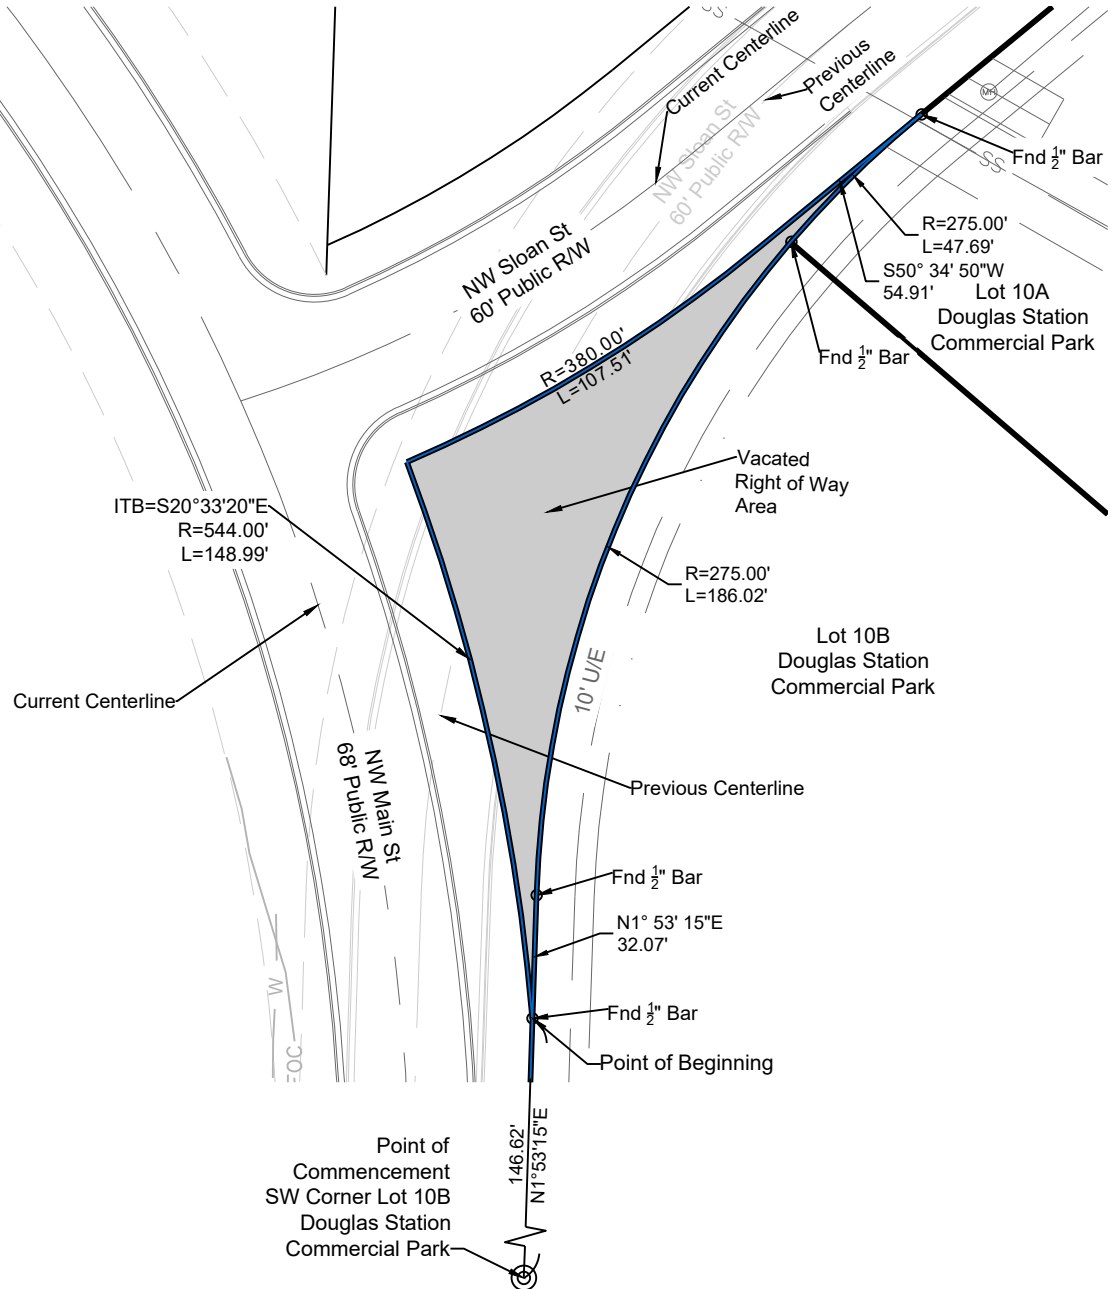 SS
Current Centerline
Previous
Centerline
NW Sloan St
60' Public R/W
MH
Fnd ½" Bar
SS
R=275.00'
L=47.69'
S50° 34' 50"W
54.91'
Lot 10A
Douglas Station
Commercial Park
NW Sloan St
60' Public R/W
Fnd ½" Bar
R=380.00'
L=107.51'
Vacated
Right of Way
Area
ITB=S20°33'20"E
R=544.00'
L=148.99'
R=275.00'
L=186.02'
Lot 10B
Douglas Station
Commercial Park
10' U/E
Current Centerline
NW Main St
68' Public R/W
Previous Centerline
Fnd ½" Bar
N1° 53' 15"E
32.07'
W
Fnd ½" Bar
FOC
Point of Beginning
146.62'
N1°53'15"E
Point of
Commencement
SW Corner Lot 10B
Douglas Station
Commercial Park